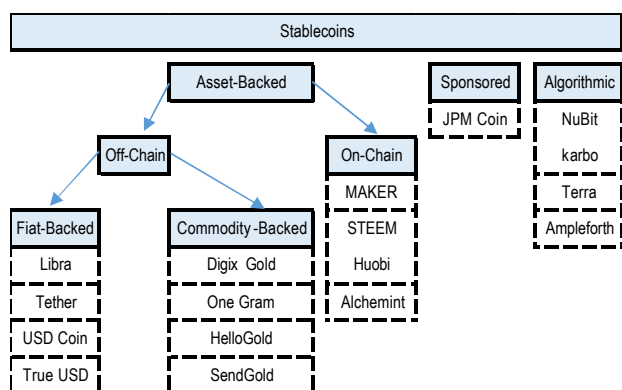 Stablecoins
Asset-Backed
Sponsored
Algorithmic
JPM Coin
NuBit
karbo
Terra
Ampleforth
Off-Chain
On-Chain
MAKER
STEEM
Huobi
Alchemint
Fiat-Backed
Libra
Tether
USD Coin
True USD
Commodity-Backed
Digix Gold
One Gram
HelloGold
SendGold